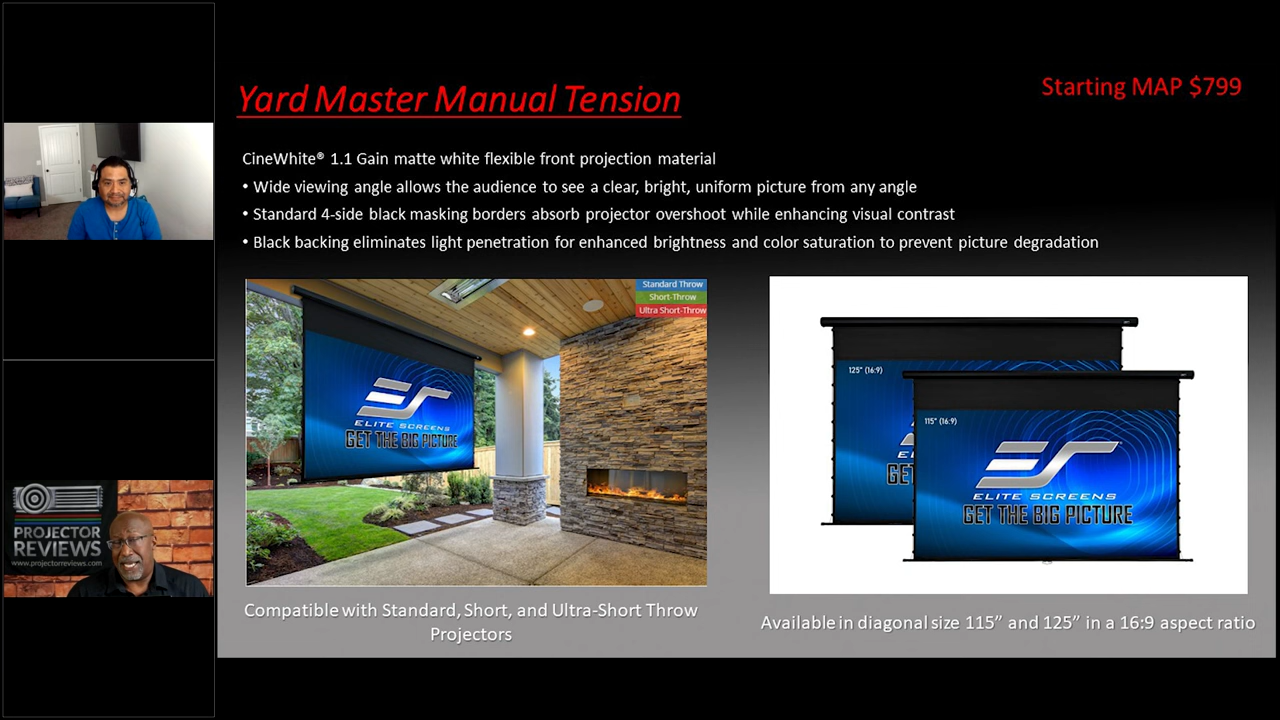 Yard Master Manual Tension
Starting MAP $799
CineWhite® 1.1 Gain matte white flexible front projection material
• Wide viewing angle allows the audience to see a clear, bright, uniform picture from any angle
• Standard 4-side black masking borders absorb projector overshoot while enhancing visual contrast
• Black backing eliminates light penetration for enhanced brightness and color saturation to prevent picture degradation
Standard Throw
Short-Throw
Ultra Short-Throw
ES
ELITE SCREENS
GET THE BIG PICTURE
125" (16:9)
EL
GET
115" (16:9)
ES
ELITE SCREENS
GET THE BIG PICTURE
Compatible with Standard, Short, and Ultra-Short Throw
Projectors
Available in diagonal size 115” and 125” in a 16:9 aspect ratio
PROJECTOR
REVIEWS
www.projectorreviews.com